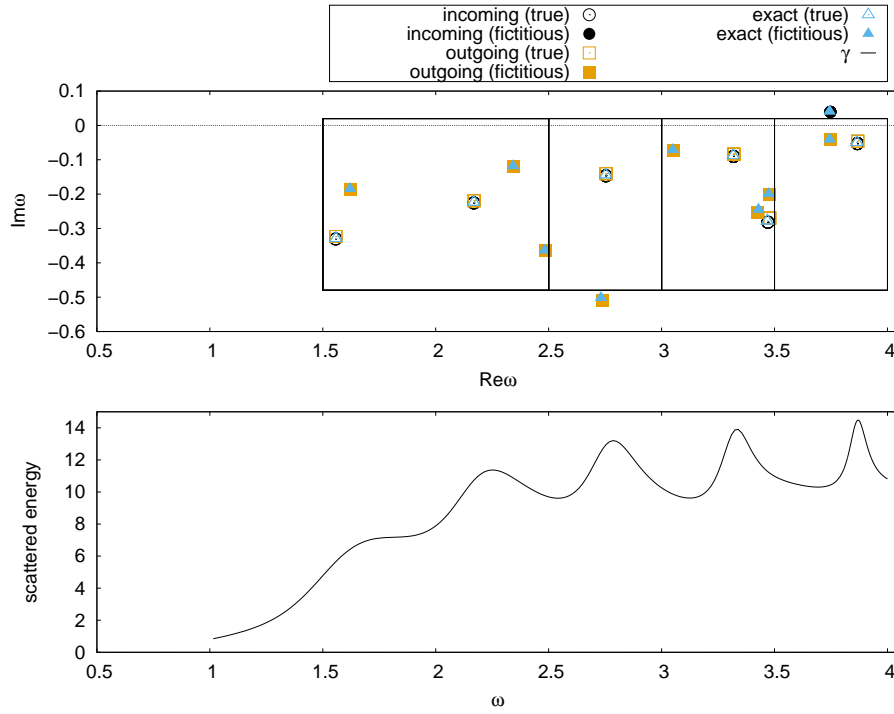 incoming (true) exact (true)
incoming (fictitious) exact (fictitious)
outgoing (true) γ
outgoing (fictitious)
0.1
0
−0.1
−0.2
−0.3
−0.4
−0.5
−0.6
Imω
0.5 1 1.5 2 2.5 3 3.5 4
Reω
14
12
10
8
6
4
2
0
scattered energy
0.5 1 1.5 2 2.5 3 3.5 4
ω